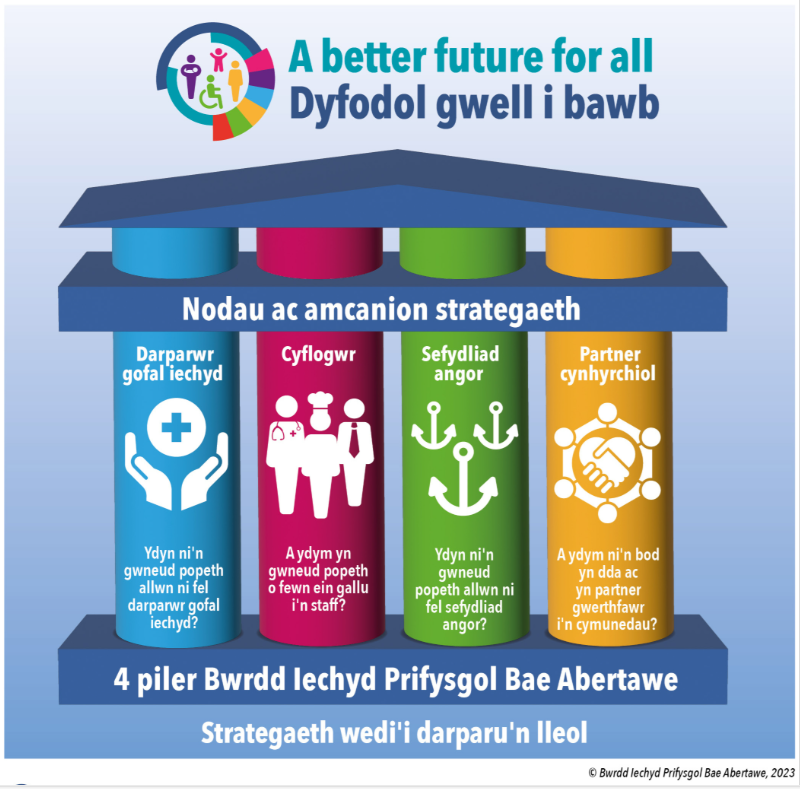 A better future for all
Dyfodol gwell i bawb
Nodau ac amcanion strategaeth
Darparwr
gofal iechyd
Ydyn ni'n
gwneud popeth
allwn ni fel
darparwr gofal
iechyd?
Cyflogwr
A ydym yn
gwneud popeth
o fewn ein gallu
i'n staff?
Sefydliad
angor
Ydyn ni'n
gwneud
popeth allwn ni
fel sefydliad
angor?
Partner
cynhyrchiol
A ydym ni'n bod
yn dda ac
yn partner
gwerthfawr
i'n cymunedau?
4 piler Bwrdd Iechyd Prifysgol Bae Abertawe
Strategaeth wedi'i darparu'n lleol
© Bwrdd Iechyd Prifysgol Bae Abertawe, 2023